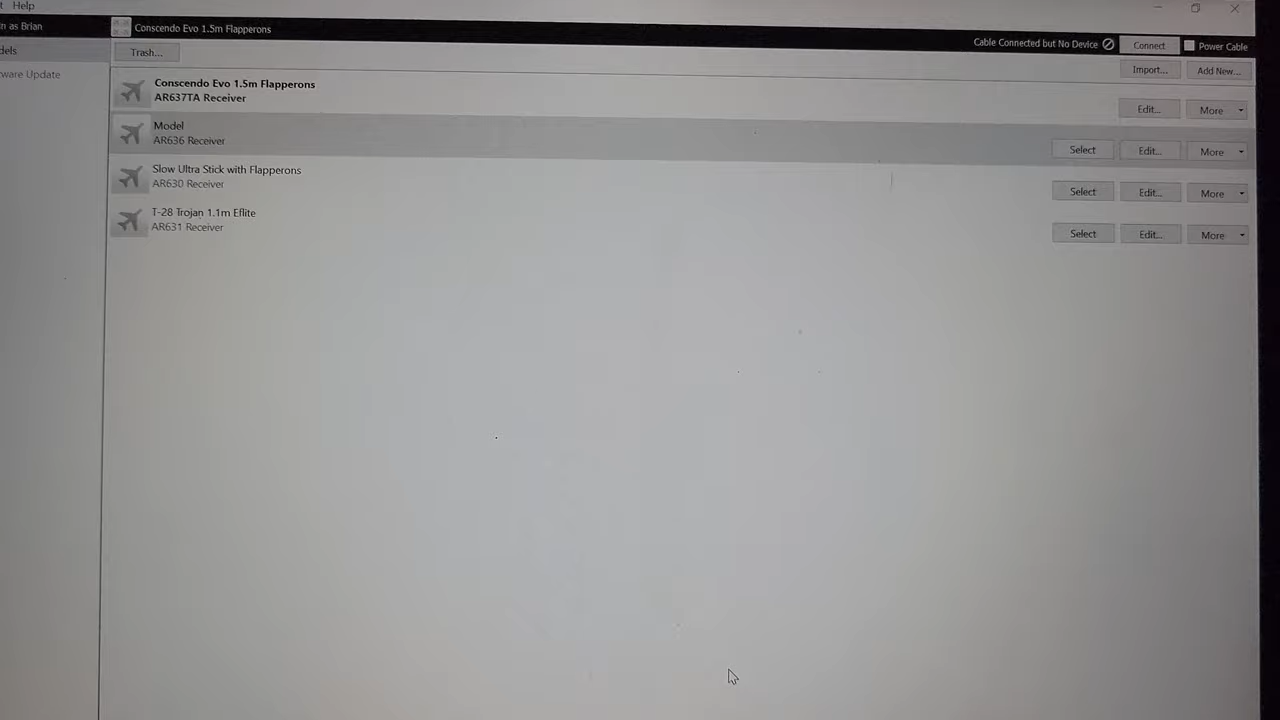 t Help
n as Brian
Conscendo Evo 1.5m Flapperons
Cable Connected but No Device
Connect
Power Cable
dels
Trash...
Import...
Add New...
ware Update
Conscendo Evo 1.5m Flapperons
AR637TA Receiver
Edit...
More
Model
AR636 Receiver
Select
Edit...
More
Slow Ultra Stick with Flapperons
AR630 Receiver
Select
Edit...
More
T-28 Trojan 1.1m Eflite
AR631 Receiver
Select
Edit...
More